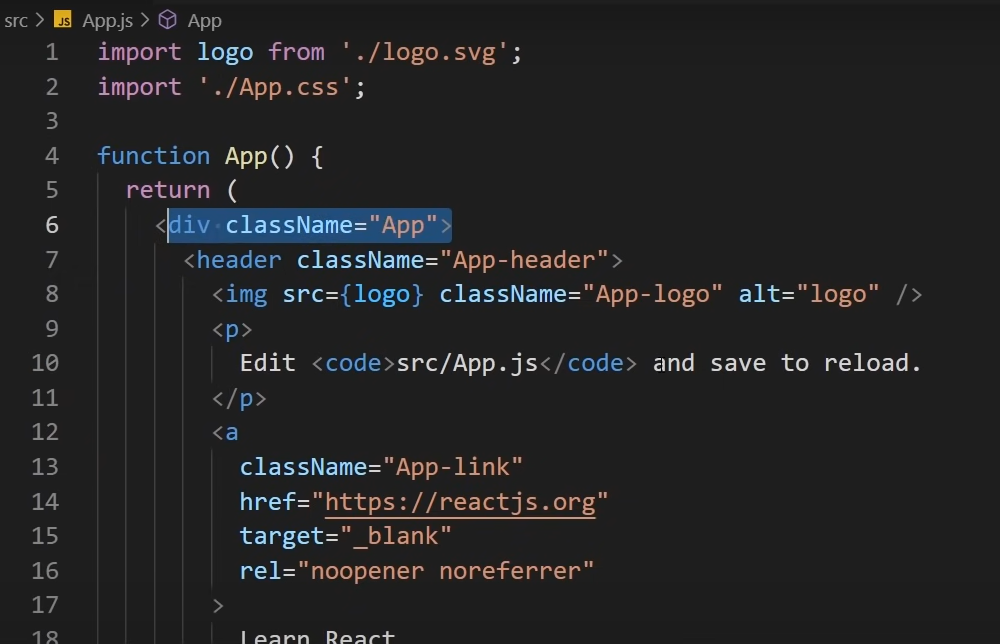 src > JS App.js > App
1 import logo from './logo.svg';
2 import './App.css';
3
4 function App() {
5   return (
6     <div className="App">
7       <header className="App-header">
8         <img src={logo} className="App-logo" alt="logo" />
9         <p>
10           Edit <code>src/App.js</code> and save to reload.
11         </p>
12         <a
13           className="App-link"
14           href="https://reactjs.org"
15           target="_blank"
16           rel="noopener noreferrer"
17         >
18           Learn React